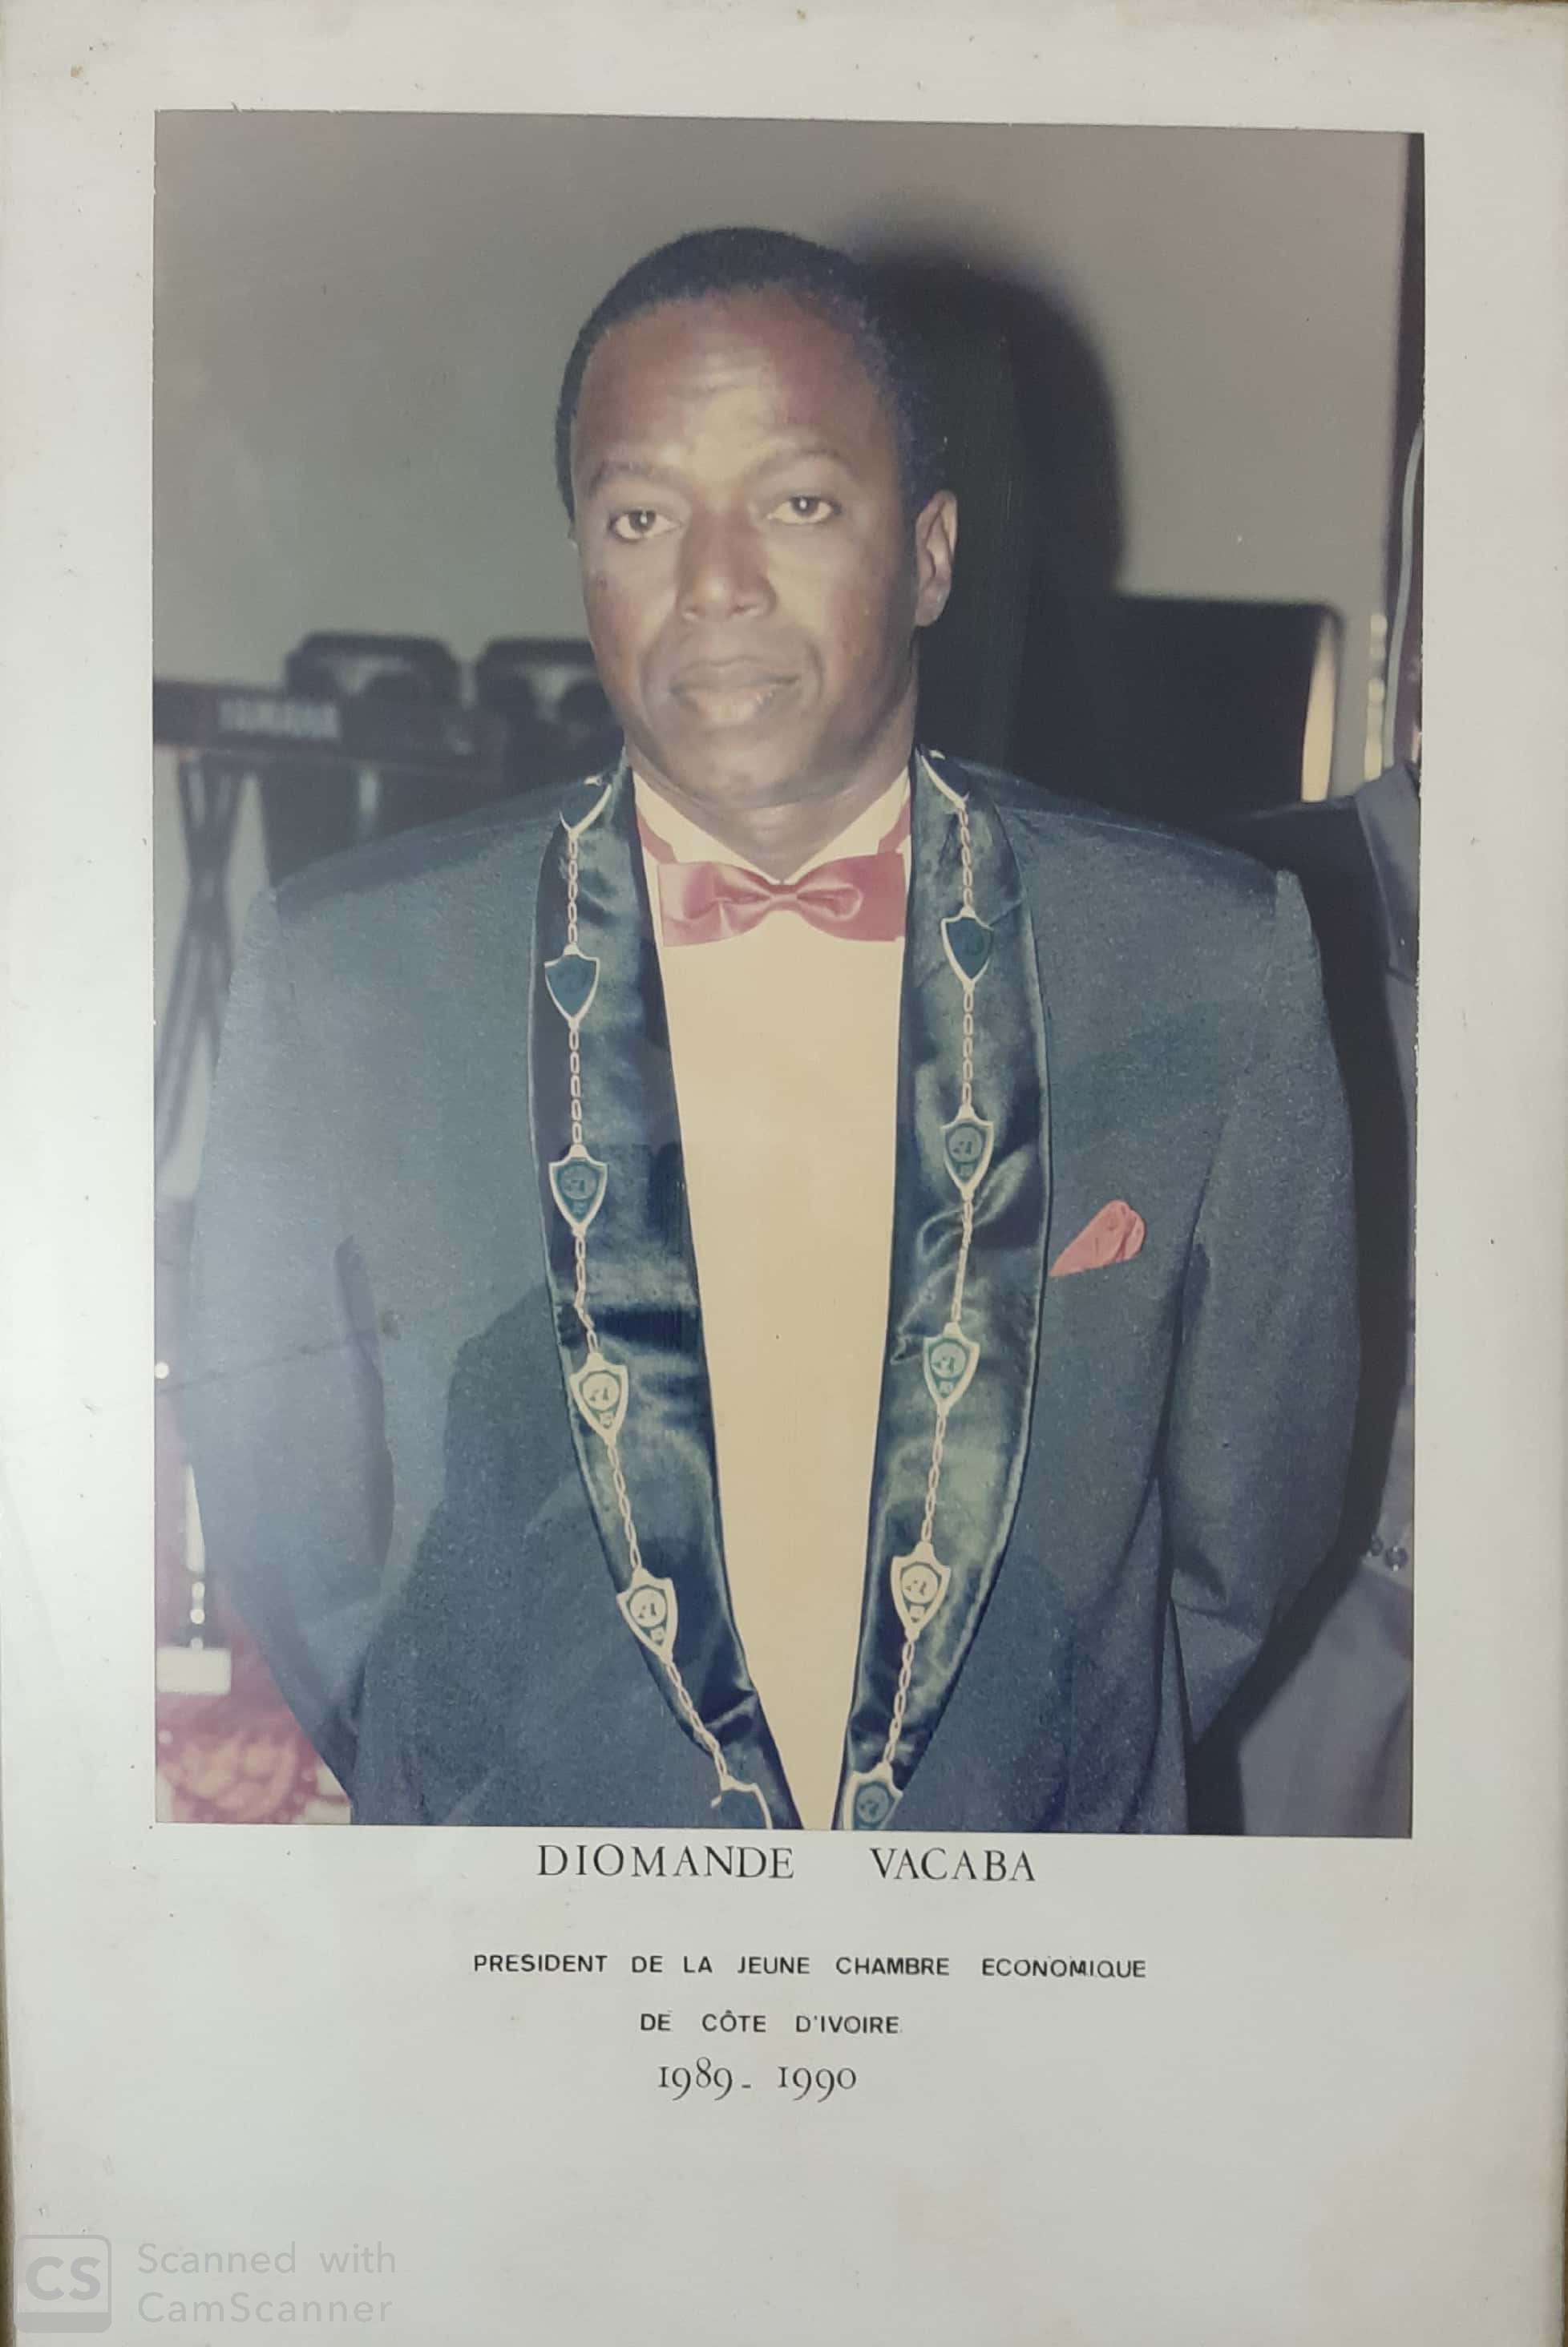 YAMAHA
DIOMANDE VACABA
PRESIDENT DE LA JEUNE CHAMBRE ECONOMIQUE
DE CÔTE D'IVOIRE
1989- 1990
CS Scanned with
CamScanner